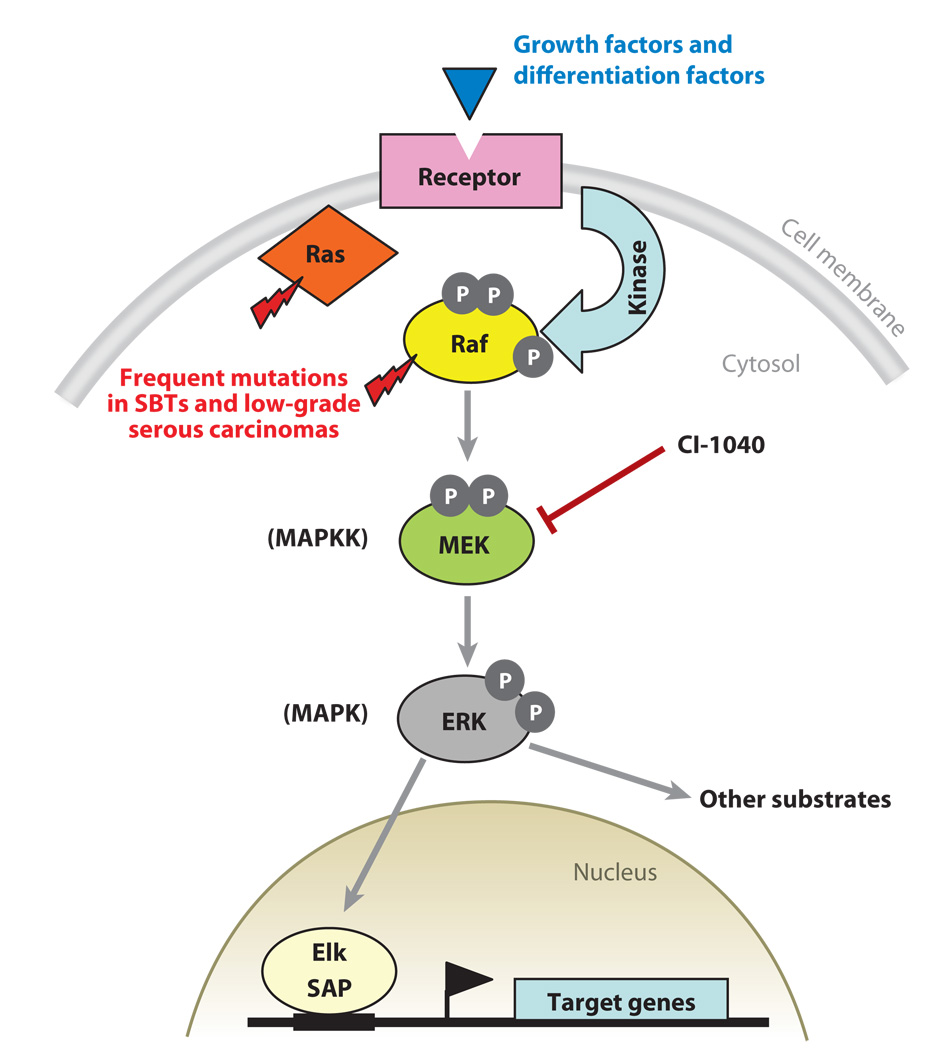 Growth factors and
differentiation factors
Receptor
Cell membrane
Ras
Kinase
P P
Raf
P
Cytosol
Frequent mutations
in SBTs and low-grade
serous carcinomas
CI-1040
P P
(MAPKK)
MEK
P
P
(MAPK)
ERK
Other substrates
Nucleus
Elk
SAP
Target genes